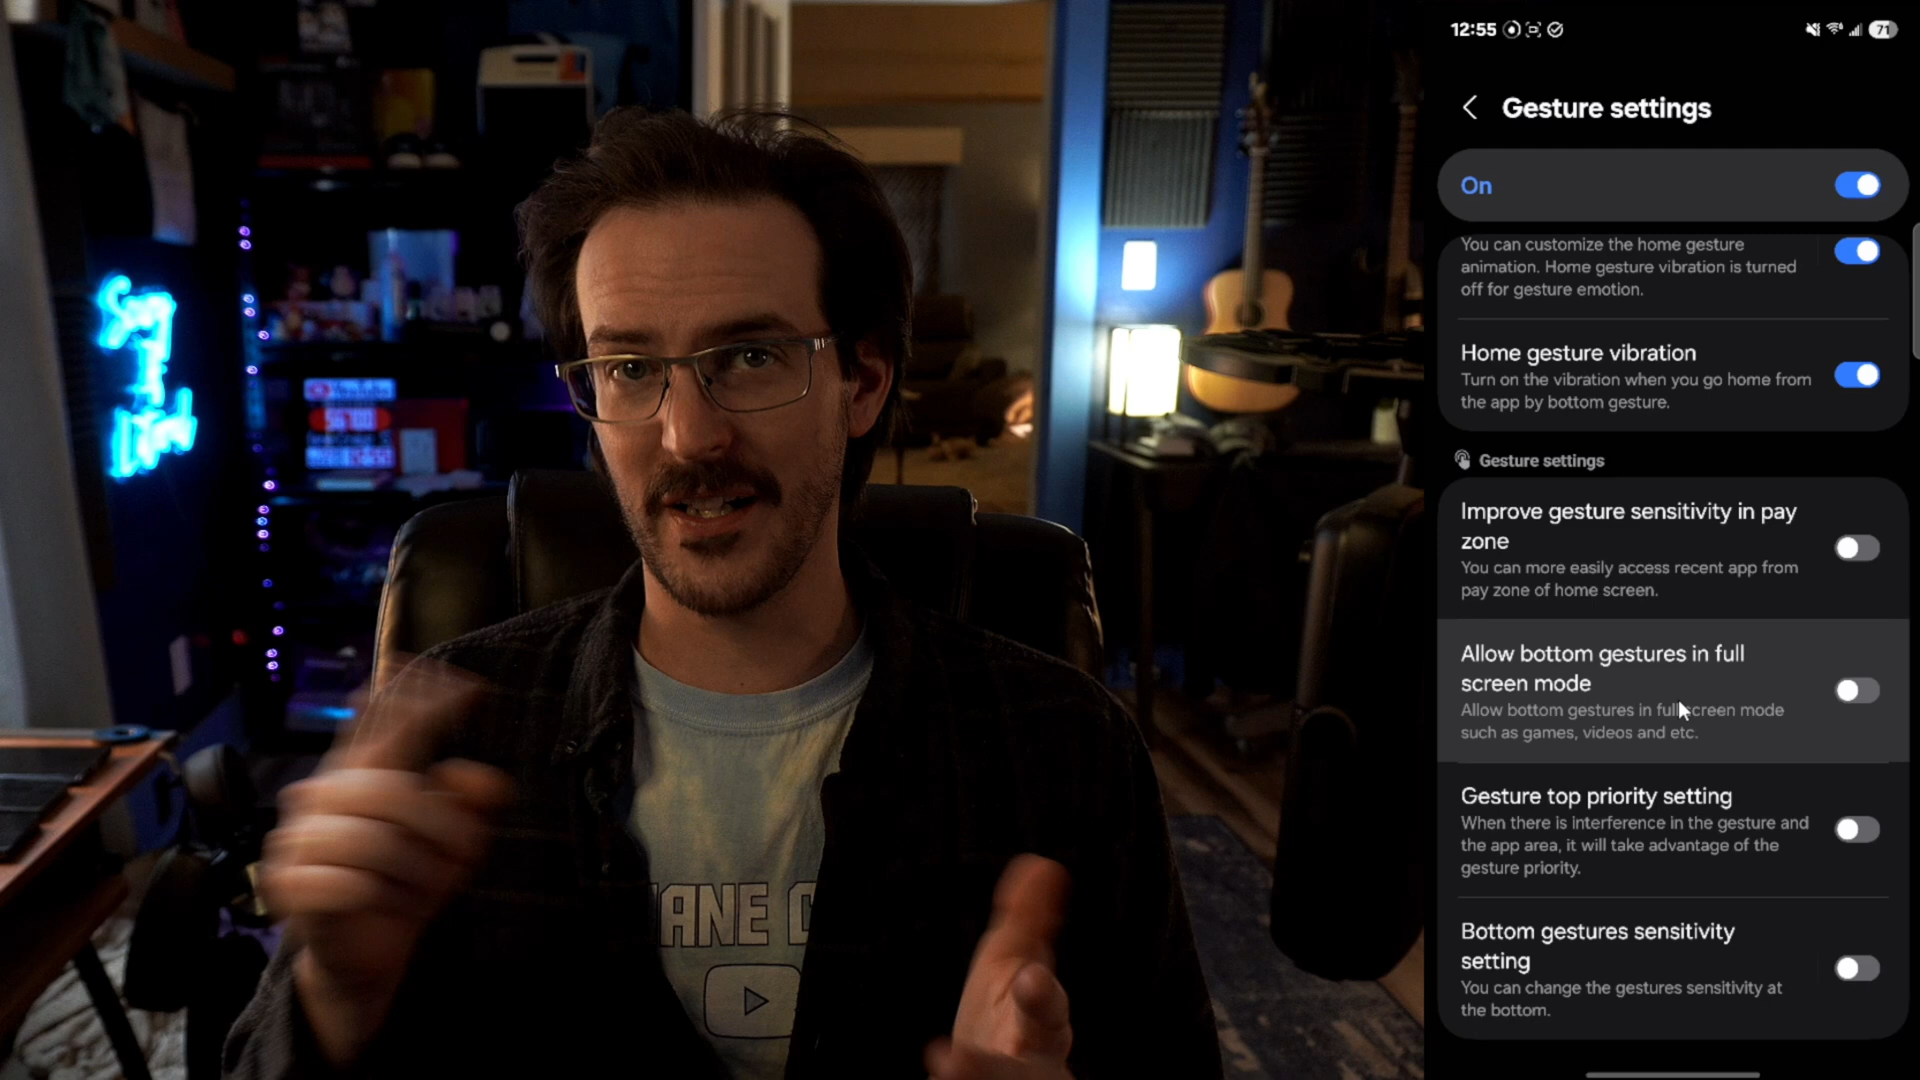 12:55
71
Gesture settings
On
You can customize the home gesture
animation. Home gesture vibration is turned
off for gesture emotion.
Home gesture vibration
Turn on the vibration when you go home from
the app by bottom gesture.
Gesture settings
Improve gesture sensitivity in pay
zone
You can more easily access recent app from
pay zone of home screen.
Allow bottom gestures in full
screen mode
Allow bottom gestures in full screen mode
such as games, videos and etc.
Gesture top priority setting
When there is interference in the gesture and
the app area, it will take advantage of the
gesture priority.
Bottom gestures sensitivity
setting
You can change the gestures sensitivity at
the bottom.
YouTube
ANE C